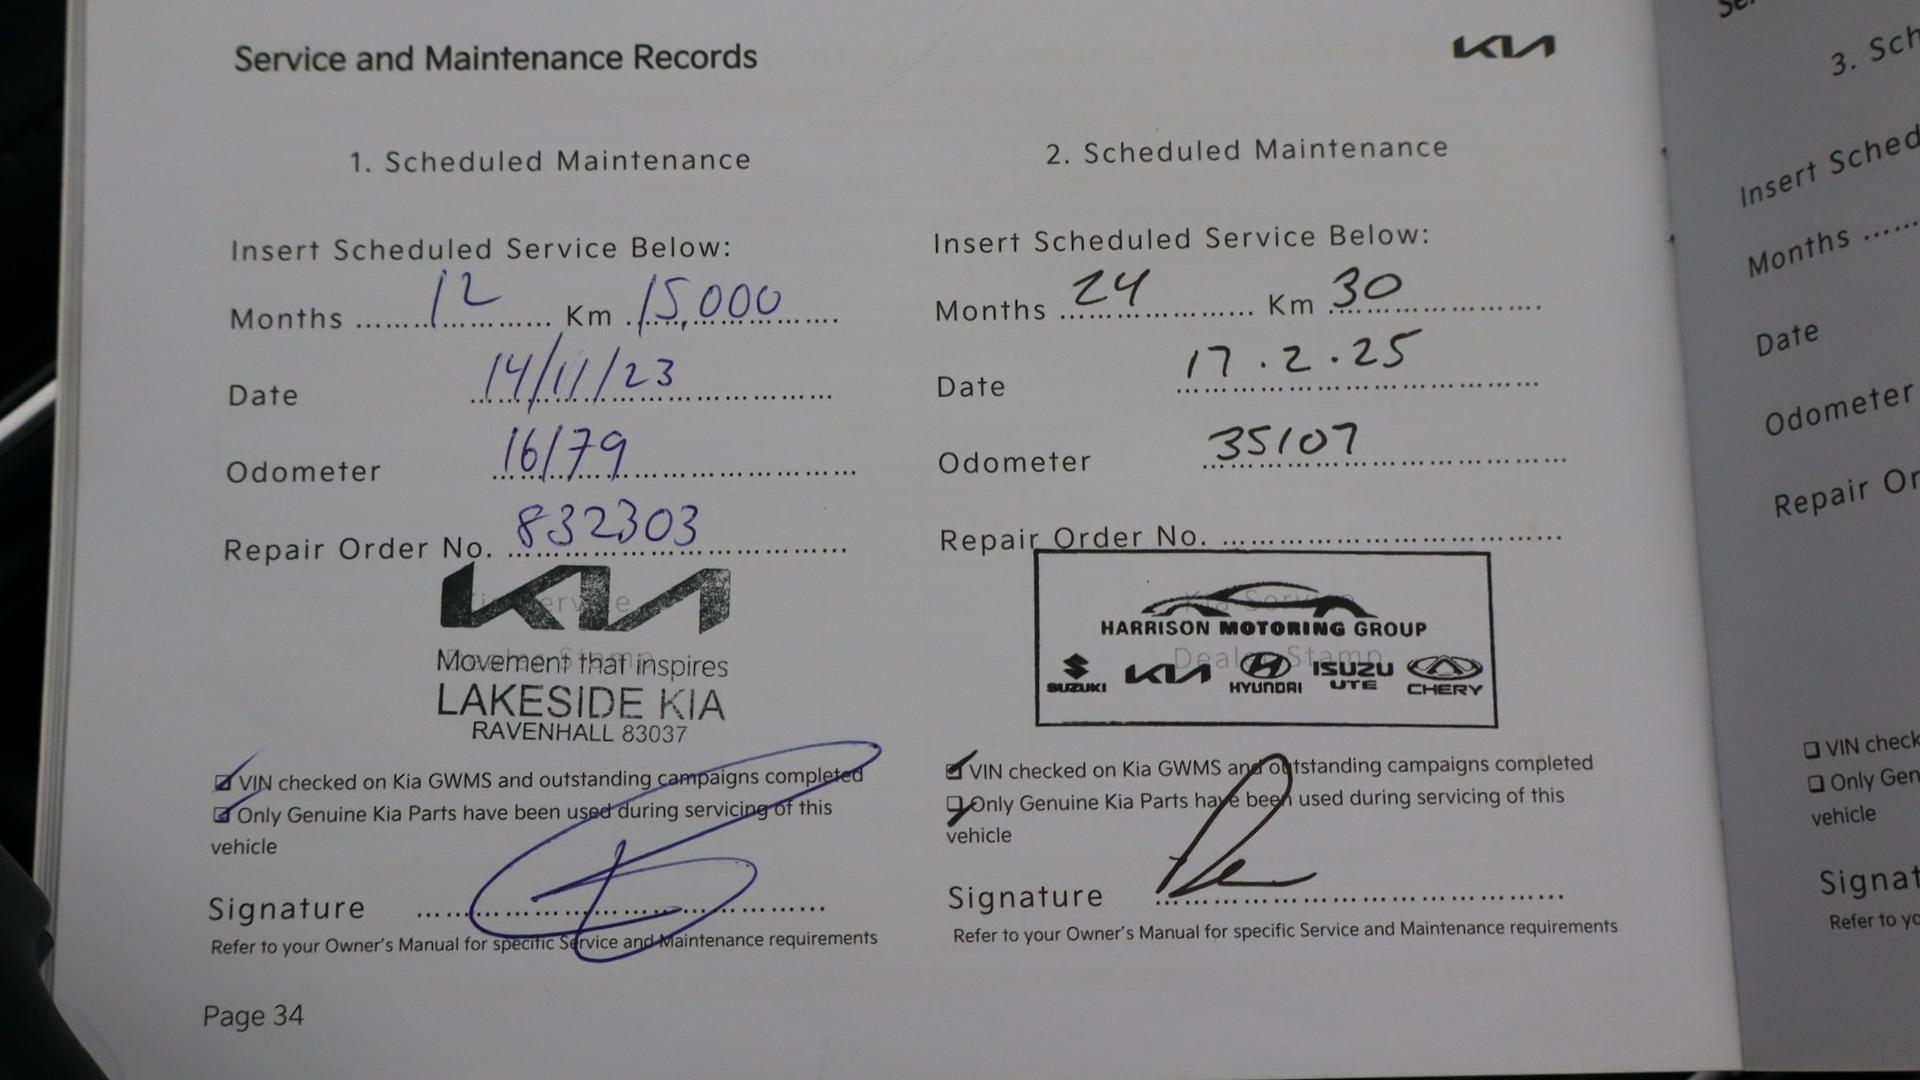 Service and Maintenance Records
KIA
1. Scheduled Maintenance
Insert Scheduled Service Below:
Months 12 Km 15,000
Date 14/11/23
Odometer 16179
Repair Order No. 832303
KIA
Movement that inspires
LAKESIDE KIA
RAVENHALL 83037
VIN checked on Kia GWMS and outstanding campaigns completed
Only Genuine Kia Parts have been used during servicing of this
vehicle
Signature
Refer to your Owner's Manual for specific Service and Maintenance requirements
Page 34
2. Scheduled Maintenance
Insert Scheduled Service Below:
Months 24 Km 30
Date 17.2.25
Odometer 35107
Repair Order No.
Kia Service
HARRISON MOTORING GROUP
Dealer Stamp
SUZUKI KIA HYUNDAI ISUZU UTE CHERY
VIN checked on Kia GWMS and outstanding campaigns completed
Only Genuine Kia Parts have been used during servicing of this
vehicle
Signature
Refer to your Owner's Manual for specific Service and Maintenance requirements
3. Sch
Insert Sched
Months
Date
Odometer
Repair Or
VIN check
Only Gen
vehicle
Signat
Refer to yo